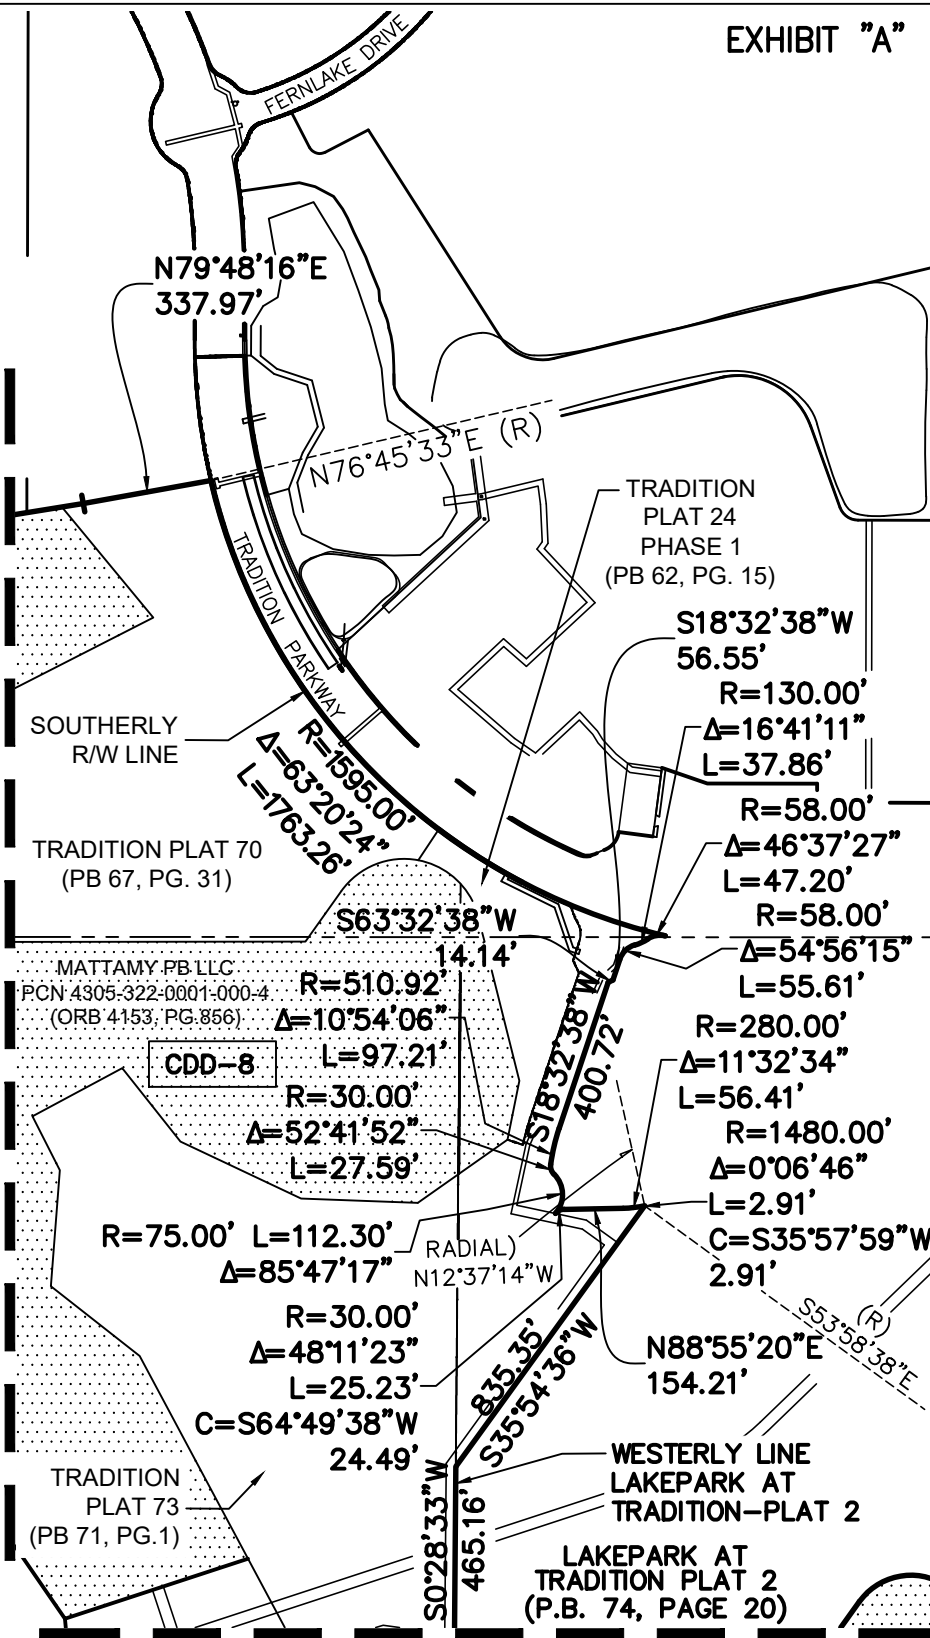 EXHIBIT "A"
FERNLAKE DRIVE
N79°48'16"E
337.97'
N76°45'33"E (R)
TRADITION
PLAT 24
PHASE 1
(PB 62, PG. 15)
TRADITION PARKWAY
S18°32'38"W
56.55'
R=130.00'
Δ=16°41'11"
L=37.86'
SOUTHERLY
R/W LINE
R=1595.00'
Δ=63°20'24"
L=1763.26'
R=58.00'
Δ=46°37'27"
L=47.20'
TRADITION PLAT 70
(PB 67, PG. 31)
R=58.00'
Δ=54°56'15"
L=55.61'
S63°32'38"W
14.14'
MATTAMY PB LLC
PCN 4305-322-0001-000-4
(ORB 4153, PG.856)
CDD-8
R=510.92'
Δ=10°54'06"
L=97.21'
S18°32'38"W
400.72'
R=280.00'
Δ=11°32'34"
L=56.41'
R=30.00'
Δ=52°41'52"
L=27.59'
R=1480.00'
Δ=0°06'46"
L=2.91'
C=S35°57'59"W
2.91'
R=75.00' L=112.30'
Δ=85°47'17"
RADIAL)
N12°37'14"W
(R)
S53°58'38"E
R=30.00'
Δ=48°11'23"
L=25.23'
C=S64°49'38"W
24.49'
835.35'
S35°54'36"W
N88°55'20"E
154.21'
TRADITION
PLAT 73
(PB 71, PG.1)
S0°28'33"W
465.16'
WESTERLY LINE
LAKEPARK AT
TRADITION-PLAT 2
LAKEPARK AT
TRADITION PLAT 2
(P.B. 74, PAGE 20)